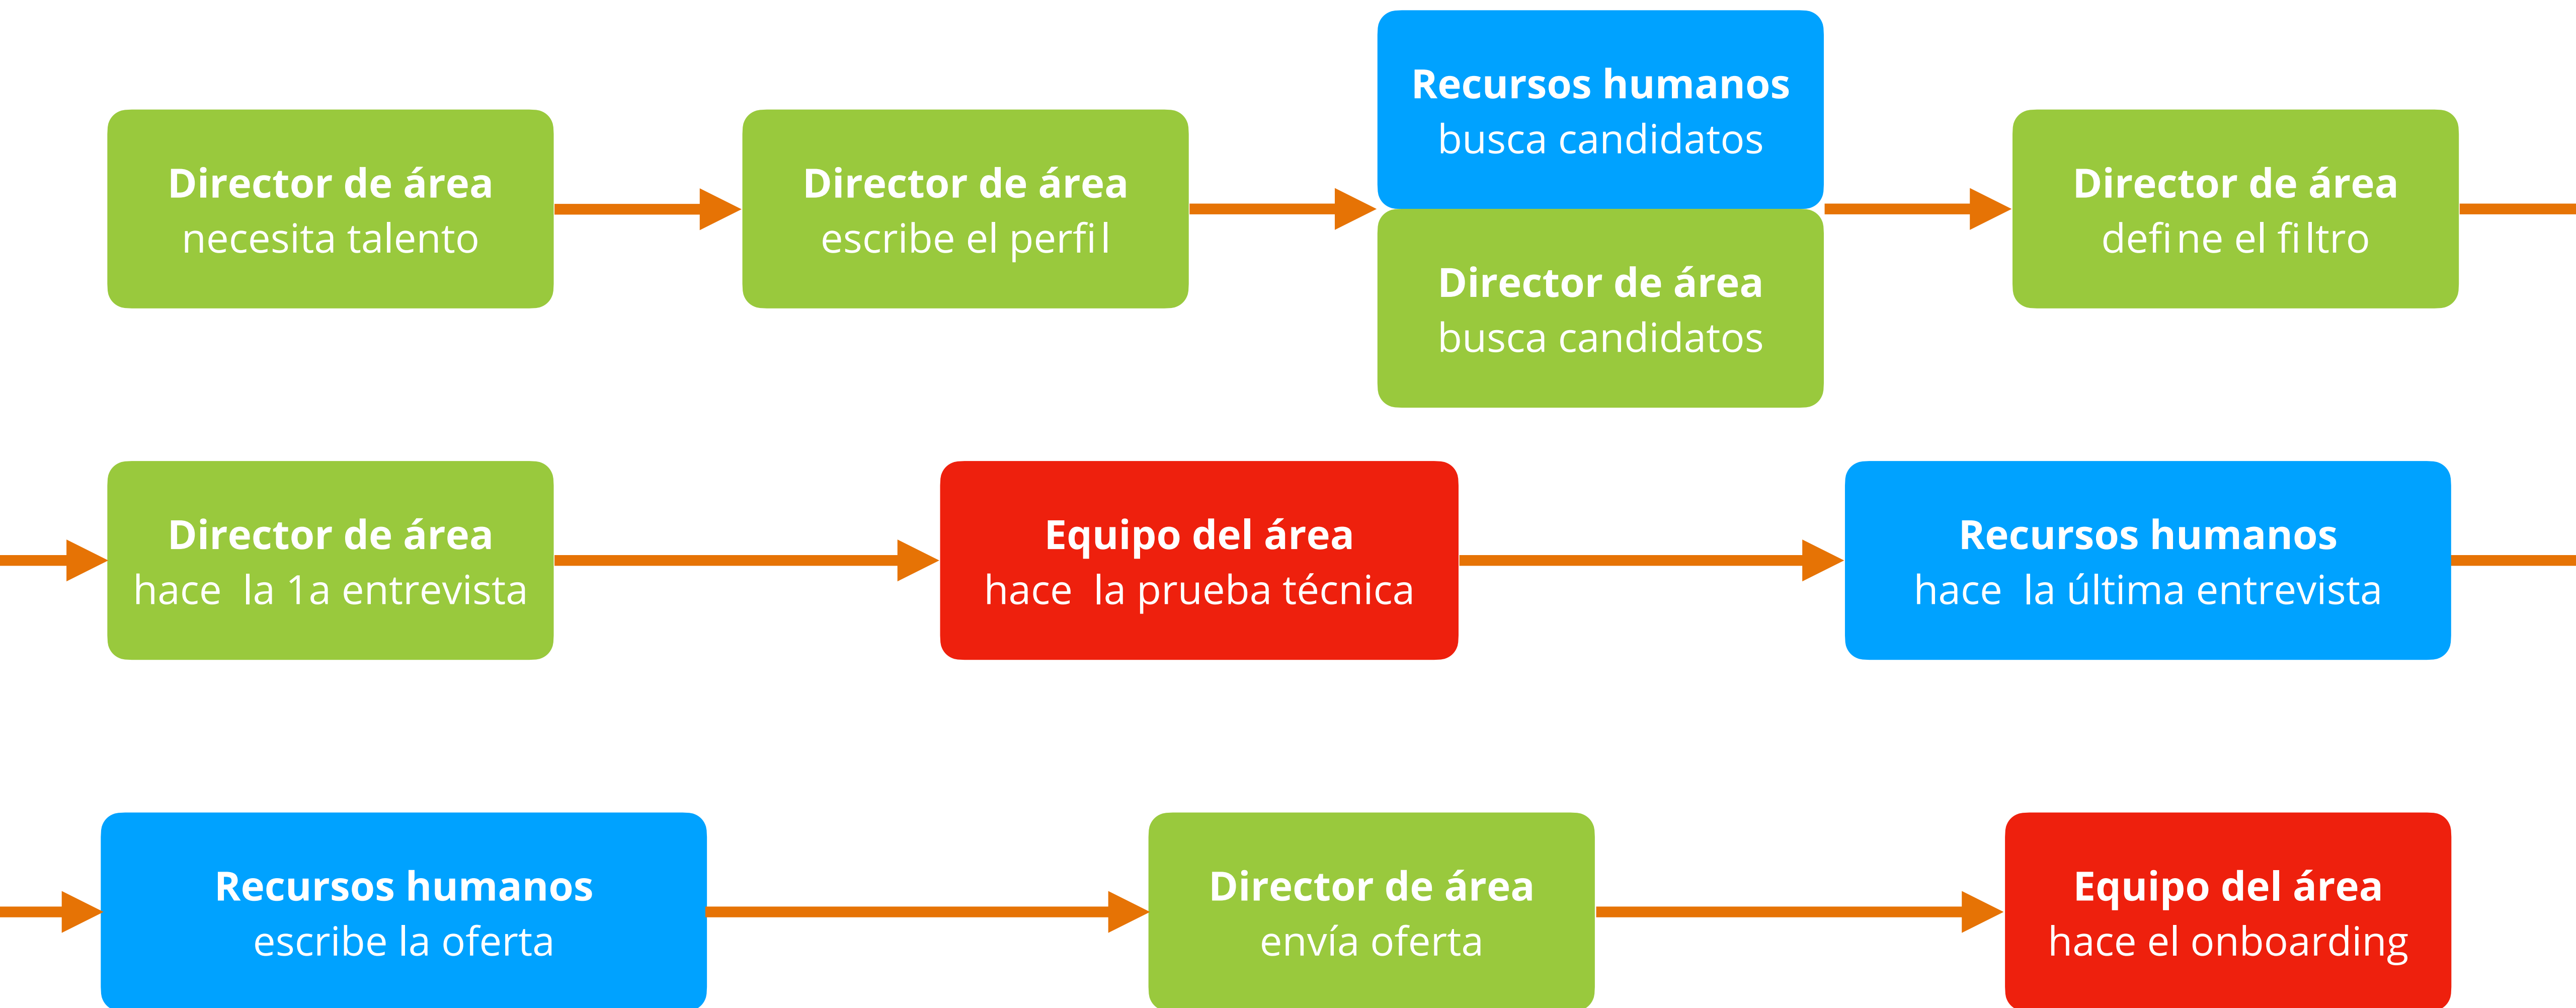 Director de área
necesita talento
Director de área
escribe el perfil
Recursos humanos
busca candidatos
Director de área
busca candidatos
Director de área
define el filtro
Director de área
hace  la 1a entrevista
Equipo del área
hace  la prueba técnica
Recursos humanos
hace  la última entrevista
Recursos humanos
escribe la oferta
Director de área
envía oferta
Equipo del área
hace el onboarding